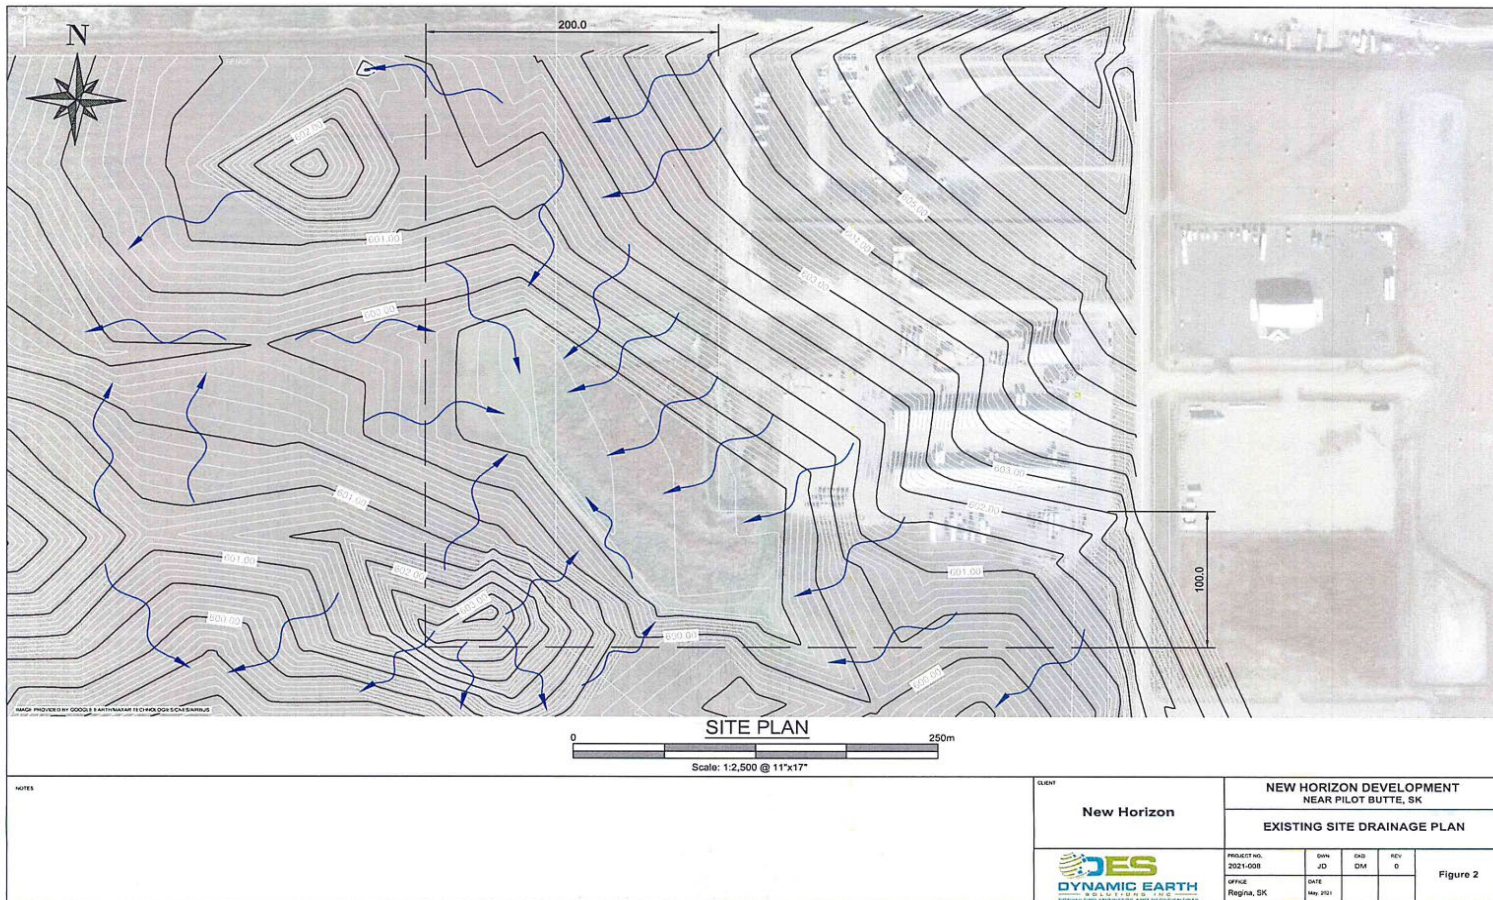 200.0
N
602.00
601.00
605.00
604.00
603.00
600.00
603.00
602.00
601.00
601.00
601.00
602.00
603.00
600.00
600.00
600.00
100.0
IMAGE PROVIDED BY GOOGLE EARTH/MAXAR TECHNOLOGIES/CNES/AIRBUS
SITE PLAN
0 250m
Scale: 1:2,500 @ 11"x17"
NOTES
CLIENT
New Horizon
NEW HORIZON DEVELOPMENT
NEAR PILOT BUTTE, SK
EXISTING SITE DRAINAGE PLAN
DES
DYNAMIC EARTH
SOLUTIONS INC
PROJECT NO.
2021-008
DWN
JD
CKD
DM
REV
0
Figure 2
OFFICE
Regina, SK
DATE
May, 2021